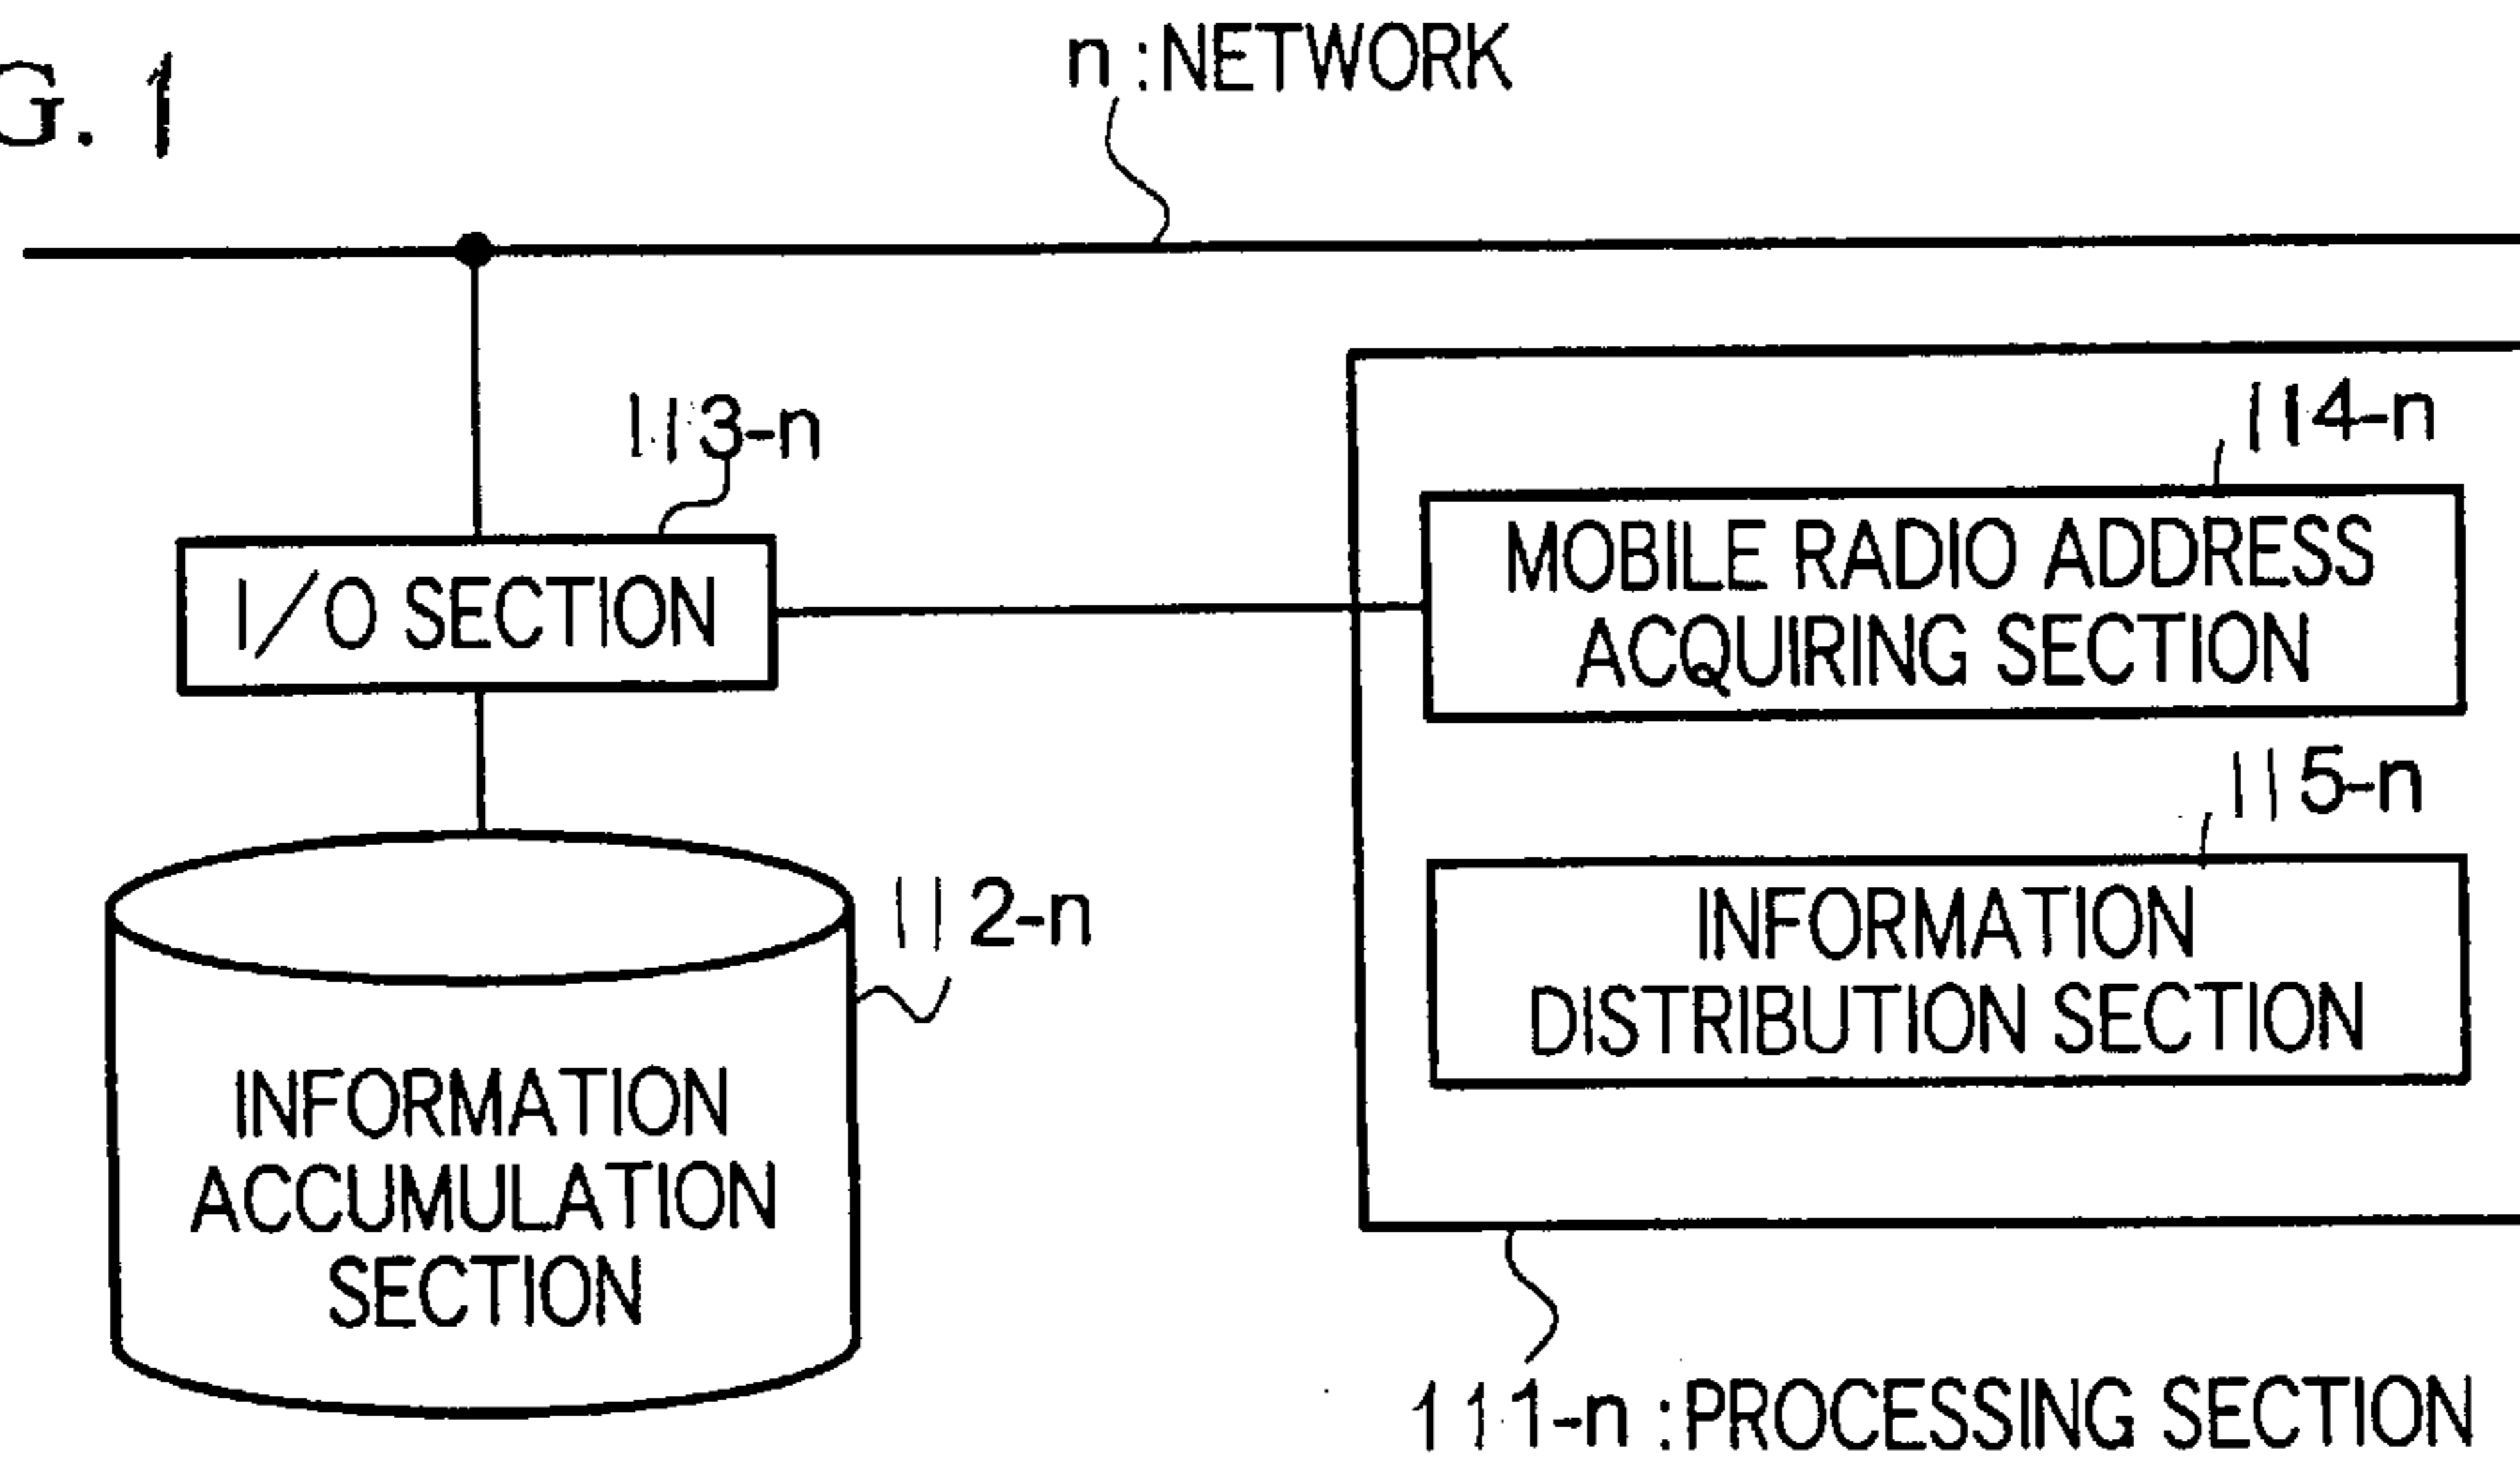 G. 1
n :NETWORK
113-n
114-n
I/O SECTION
MOBILE RADIO ADDRESS
ACQUIRING SECTION
115-n
112-n
INFORMATION
DISTRIBUTION SECTION
INFORMATION
ACCUMULATION
SECTION
111-n :PROCESSING SECTION